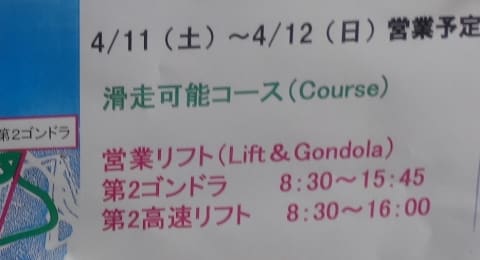 4/11（土）～4/12（日）営業予定
滑走可能コース（Course）
第2ゴンドラ
営業リフト（Lift＆Gondola）
第2ゴンドラ　8：30～15：45
第2高速リフト　8：30～16：00